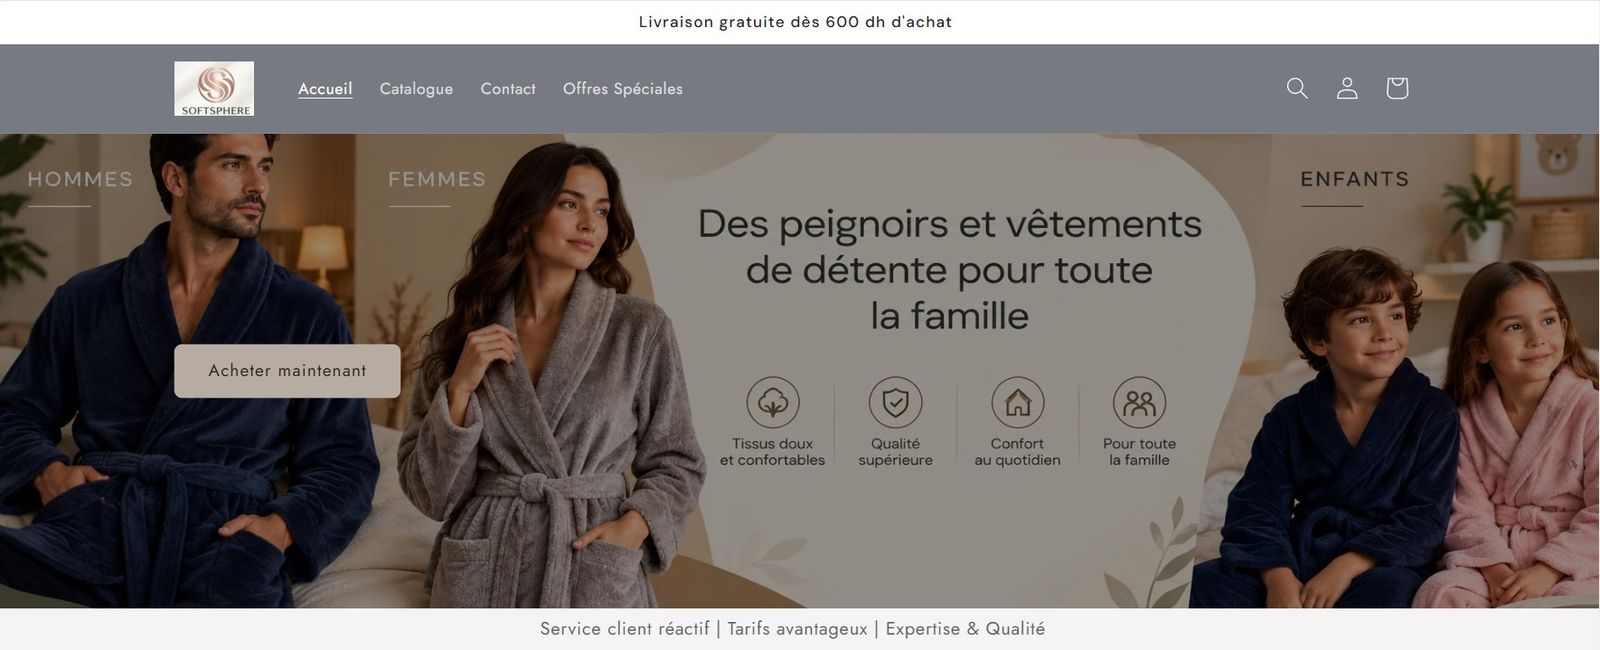 Livraison gratuite dès 600 dh d'achat
SOFTSPHERE
Accueil
Catalogue
Contact
Offres Spéciales
HOMMES
FEMMES
ENFANTS
Des peignoirs et vêtements
de détente pour toute
la famille
Acheter maintenant
Tissus doux
et confortables
Qualité
supérieure
Confort
au quotidien
Pour toute
la famille
Service client réactif | Tarifs avantageux | Expertise & Qualité